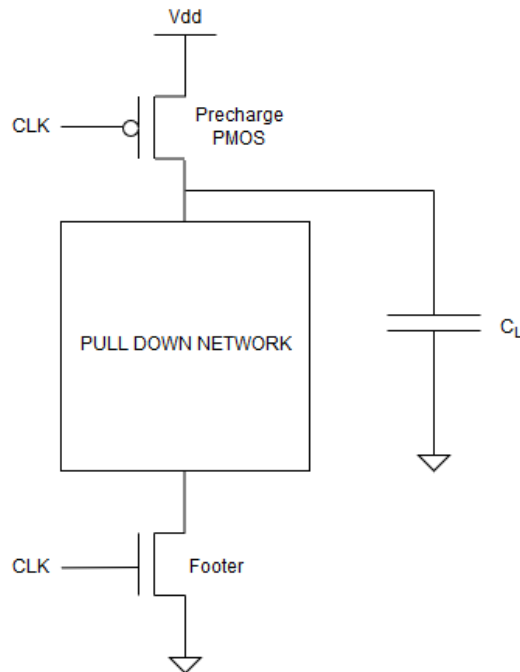 Vdd
CLK
Precharge
PMOS
PULL DOWN NETWORK
CL
CLK
Footer